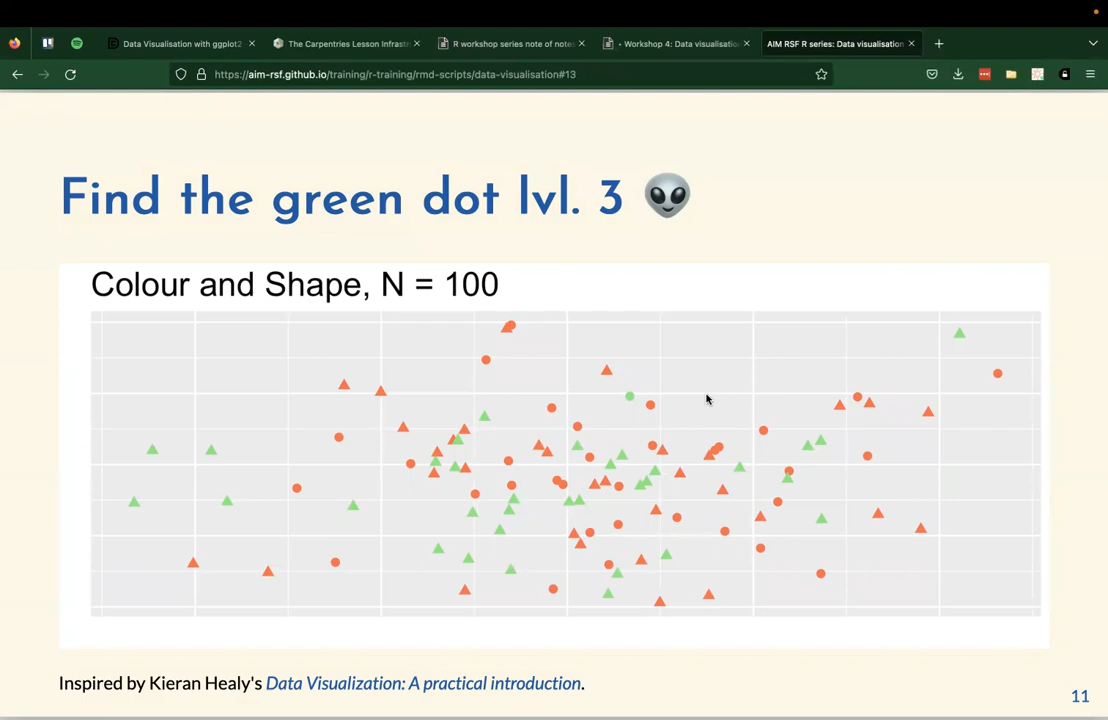 Data Visualisation with ggplot2
The Carpentries Lesson Infrast
R workshop series note of note
- Workshop 4: Data visualisatio
AIM RSF R series: Data visualisation
https://aim-rsf.github.io/training/r-training/rmd-scripts/data-visualisation#13
Find the green dot lvl. 3 👽
Colour and Shape, N = 100
Inspired by Kieran Healy's Data Visualization: A practical introduction.
11